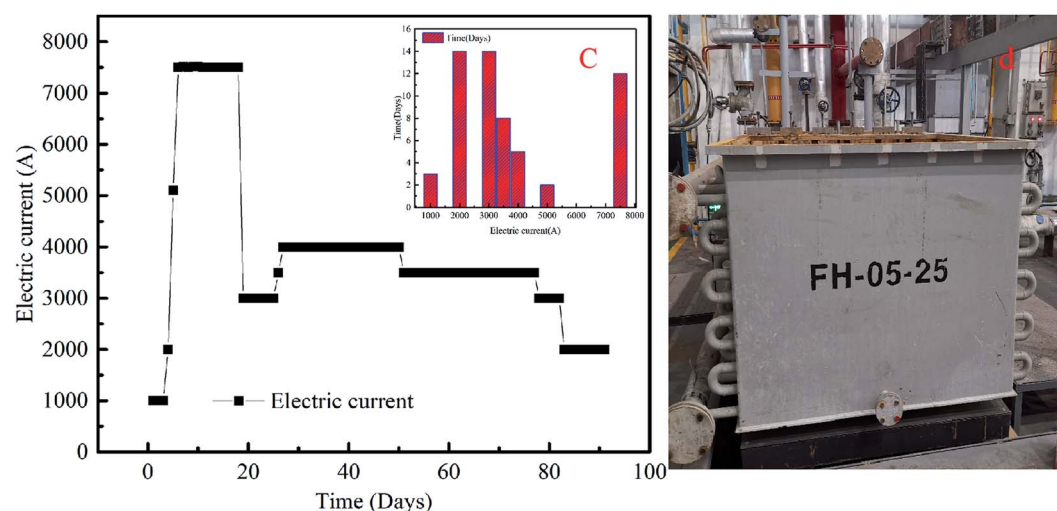 8000
7000
6000
5000
4000
3000
2000
1000
0
Electric current (A)
0 20 40 60 80 100
Time (Days)
Electric current
16
14
12
10
8
6
4
2
0
Time(Days)
Time(Days)
C
1000 2000 3000 4000 5000 6000 7000 8000
Electric current(A)
d
FH-05-25